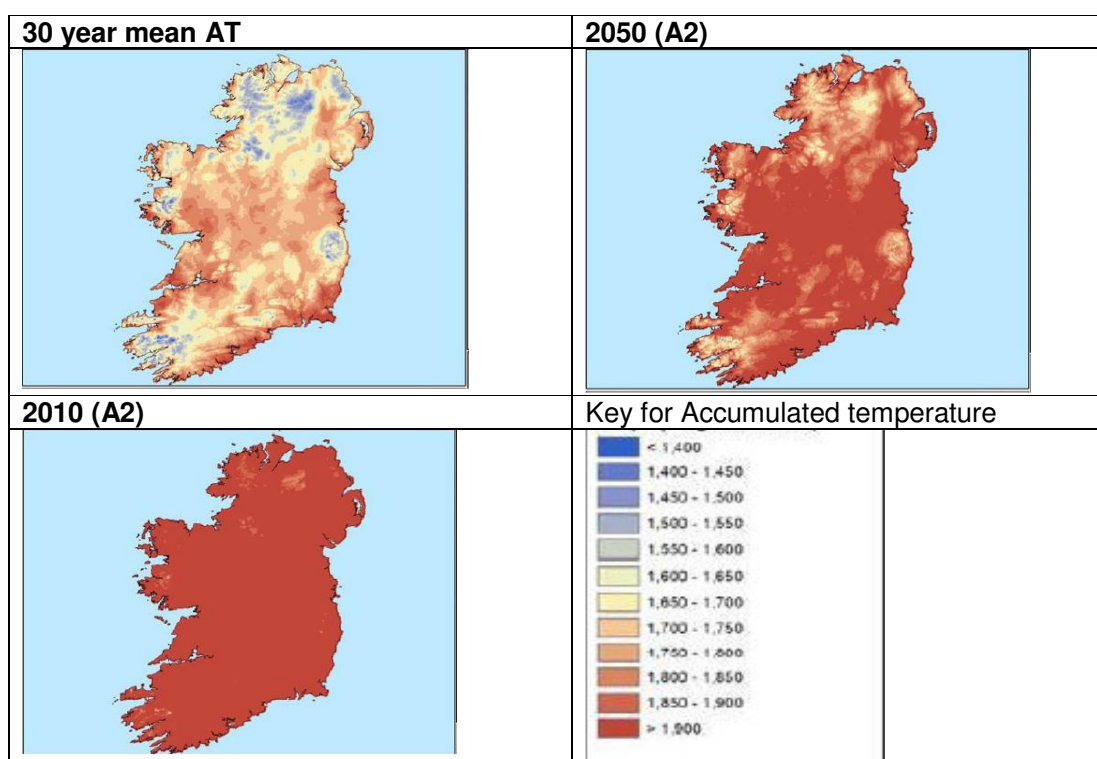 30 year mean AT
2050 (A2)
2010 (A2)
Key for Accumulated temperature
< 1,400
1,400 - 1,450
1,450 - 1,500
1,500 - 1,550
1,550 - 1,600
1,600 - 1,650
1,650 - 1,700
1,700 - 1,750
1,750 - 1,800
1,800 - 1,850
1,850 - 1,900
> 1,900